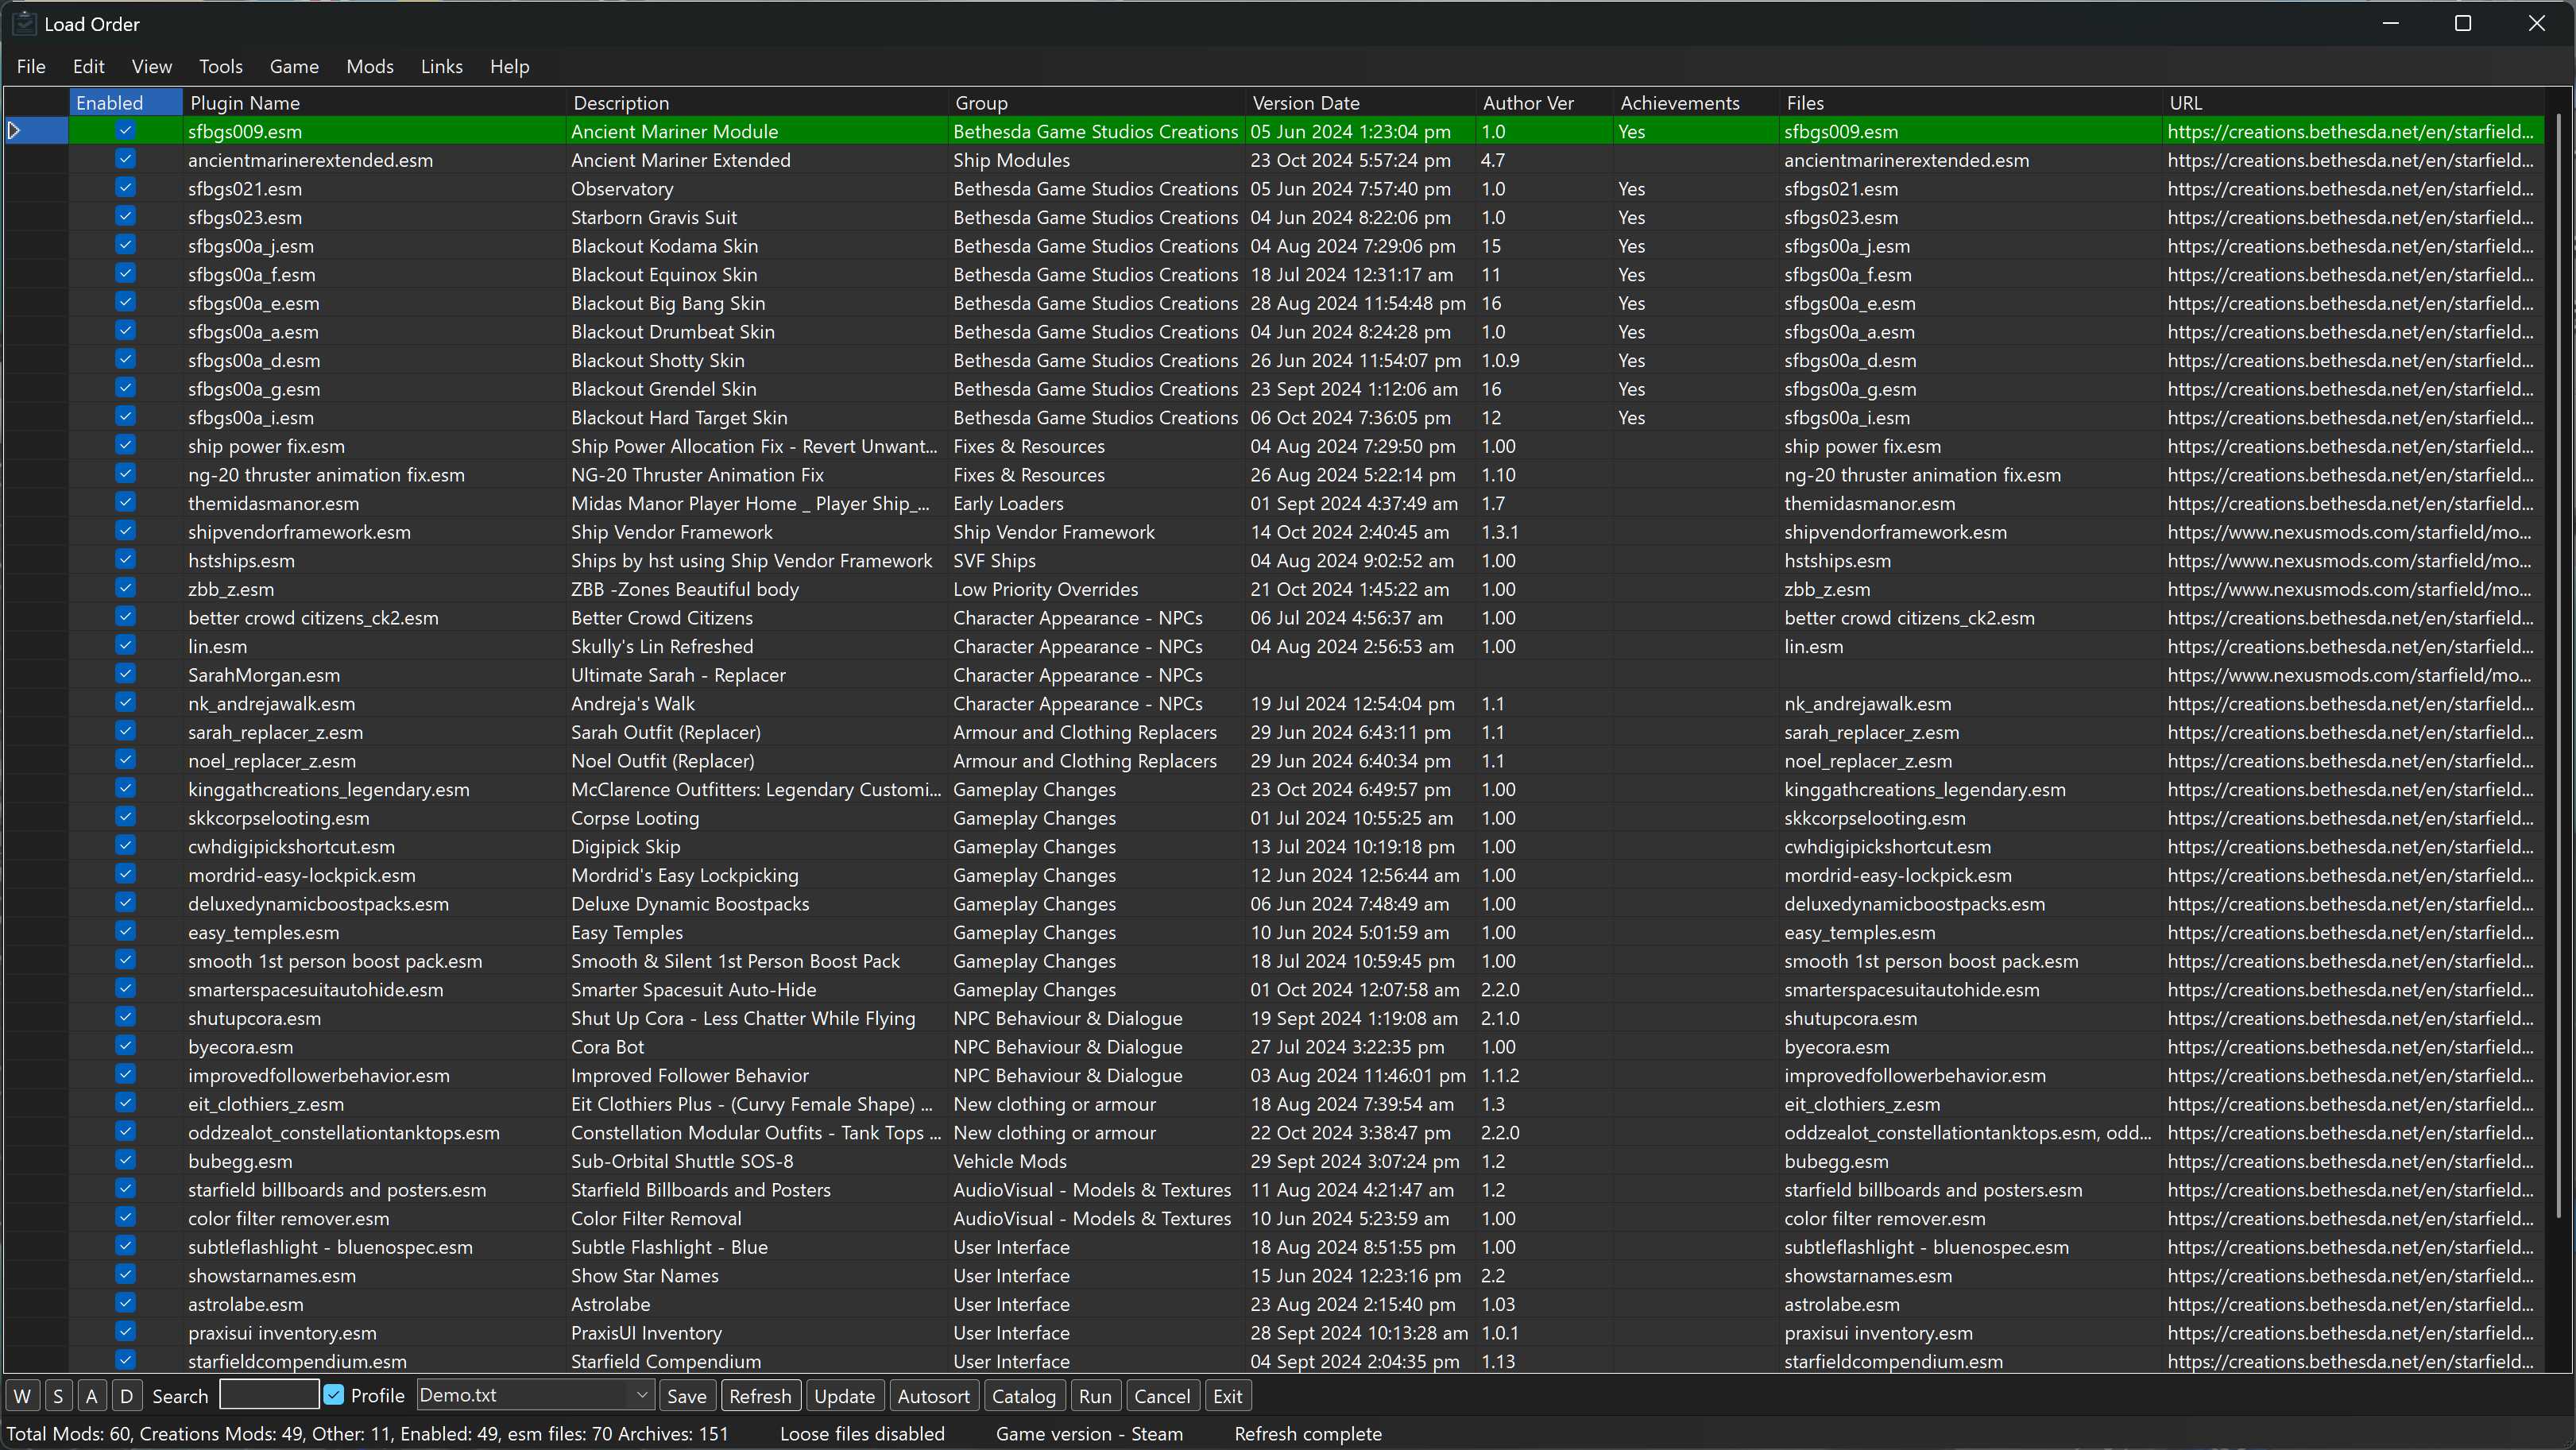 Load Order
File Edit View Tools Game Mods Links Help
Enabled Plugin Name Description Group Version Date Author Ver Achievements Files URL
sfbgs009.esm Ancient Mariner Module Bethesda Game Studios Creations 05 Jun 2024 1:23:04 pm 1.0 Yes sfbgs009.esm https://creations.bethesda.net/en/starfield...
ancientmarinerextended.esm Ancient Mariner Extended Ship Modules 23 Oct 2024 5:57:24 pm 4.7 ancientmarinerextended.esm https://creations.bethesda.net/en/starfield...
sfbgs021.esm Observatory Bethesda Game Studios Creations 05 Jun 2024 7:57:40 pm 1.0 Yes sfbgs021.esm https://creations.bethesda.net/en/starfield...
sfbgs023.esm Starborn Gravis Suit Bethesda Game Studios Creations 04 Jun 2024 8:22:06 pm 1.0 Yes sfbgs023.esm https://creations.bethesda.net/en/starfield...
sfbgs00a_j.esm Blackout Kodama Skin Bethesda Game Studios Creations 04 Aug 2024 7:29:06 pm 15 Yes sfbgs00a_j.esm https://creations.bethesda.net/en/starfield...
sfbgs00a_f.esm Blackout Equinox Skin Bethesda Game Studios Creations 18 Jul 2024 12:31:17 am 11 Yes sfbgs00a_f.esm https://creations.bethesda.net/en/starfield...
sfbgs00a_e.esm Blackout Big Bang Skin Bethesda Game Studios Creations 28 Aug 2024 11:54:48 pm 16 Yes sfbgs00a_e.esm https://creations.bethesda.net/en/starfield...
sfbgs00a_a.esm Blackout Drumbeat Skin Bethesda Game Studios Creations 04 Jun 2024 8:24:28 pm 1.0 Yes sfbgs00a_a.esm https://creations.bethesda.net/en/starfield...
sfbgs00a_d.esm Blackout Shotty Skin Bethesda Game Studios Creations 26 Jun 2024 11:54:07 pm 1.0.9 Yes sfbgs00a_d.esm https://creations.bethesda.net/en/starfield...
sfbgs00a_g.esm Blackout Grendel Skin Bethesda Game Studios Creations 23 Sept 2024 1:12:06 am 16 Yes sfbgs00a_g.esm https://creations.bethesda.net/en/starfield...
sfbgs00a_i.esm Blackout Hard Target Skin Bethesda Game Studios Creations 06 Oct 2024 7:36:05 pm 12 Yes sfbgs00a_i.esm https://creations.bethesda.net/en/starfield...
ship power fix.esm Ship Power Allocation Fix - Revert Unwant... Fixes & Resources 04 Aug 2024 7:29:50 pm 1.00 ship power fix.esm https://creations.bethesda.net/en/starfield...
ng-20 thruster animation fix.esm NG-20 Thruster Animation Fix Fixes & Resources 26 Aug 2024 5:22:14 pm 1.10 ng-20 thruster animation fix.esm https://creations.bethesda.net/en/starfield...
themidasmanor.esm Midas Manor Player Home _ Player Ship_... Early Loaders 01 Sept 2024 4:37:49 am 1.7 themidasmanor.esm https://creations.bethesda.net/en/starfield...
shipvendorframework.esm Ship Vendor Framework Ship Vendor Framework 14 Oct 2024 2:40:45 am 1.3.1 shipvendorframework.esm https://www.nexusmods.com/starfield/mo...
hstships.esm Ships by hst using Ship Vendor Framework SVF Ships 04 Aug 2024 9:02:52 am 1.00 hstships.esm https://www.nexusmods.com/starfield/mo...
zbb_z.esm ZBB -Zones Beautiful body Low Priority Overrides 21 Oct 2024 1:45:22 am 1.00 zbb_z.esm https://www.nexusmods.com/starfield/mo...
better crowd citizens_ck2.esm Better Crowd Citizens Character Appearance - NPCs 06 Jul 2024 4:56:37 am 1.00 better crowd citizens_ck2.esm https://creations.bethesda.net/en/starfield...
lin.esm Skully's Lin Refreshed Character Appearance - NPCs 04 Aug 2024 2:56:53 am 1.00 lin.esm https://creations.bethesda.net/en/starfield...
SarahMorgan.esm Ultimate Sarah - Replacer Character Appearance - NPCs https://www.nexusmods.com/starfield/mo...
nk_andrejawalk.esm Andreja's Walk Character Appearance - NPCs 19 Jul 2024 12:54:04 pm 1.1 nk_andrejawalk.esm https://creations.bethesda.net/en/starfield...
sarah_replacer_z.esm Sarah Outfit (Replacer) Armour and Clothing Replacers 29 Jun 2024 6:43:11 pm 1.1 sarah_replacer_z.esm https://creations.bethesda.net/en/starfield...
noel_replacer_z.esm Noel Outfit (Replacer) Armour and Clothing Replacers 29 Jun 2024 6:40:34 pm 1.1 noel_replacer_z.esm https://creations.bethesda.net/en/starfield...
kinggathcreations_legendary.esm McClarence Outfitters: Legendary Customi... Gameplay Changes 23 Oct 2024 6:49:57 pm 1.00 kinggathcreations_legendary.esm https://creations.bethesda.net/en/starfield...
skkcorpselooting.esm Corpse Looting Gameplay Changes 01 Jul 2024 10:55:25 am 1.00 skkcorpselooting.esm https://creations.bethesda.net/en/starfield...
cwhdigipickshortcut.esm Digipick Skip Gameplay Changes 13 Jul 2024 10:19:18 pm 1.00 cwhdigipickshortcut.esm https://creations.bethesda.net/en/starfield...
mordrid-easy-lockpick.esm Mordrid's Easy Lockpicking Gameplay Changes 12 Jun 2024 12:56:44 am 1.00 mordrid-easy-lockpick.esm https://creations.bethesda.net/en/starfield...
deluxedynamicboostpacks.esm Deluxe Dynamic Boostpacks Gameplay Changes 06 Jun 2024 7:48:49 am 1.00 deluxedynamicboostpacks.esm https://creations.bethesda.net/en/starfield...
easy_temples.esm Easy Temples Gameplay Changes 10 Jun 2024 5:01:59 am 1.00 easy_temples.esm https://creations.bethesda.net/en/starfield...
smooth 1st person boost pack.esm Smooth & Silent 1st Person Boost Pack Gameplay Changes 18 Jul 2024 10:59:45 pm 1.00 smooth 1st person boost pack.esm https://creations.bethesda.net/en/starfield...
smarterspacesuitautohide.esm Smarter Spacesuit Auto-Hide Gameplay Changes 01 Oct 2024 12:07:58 am 2.2.0 smarterspacesuitautohide.esm https://creations.bethesda.net/en/starfield...
shutupcora.esm Shut Up Cora - Less Chatter While Flying NPC Behaviour & Dialogue 19 Sept 2024 1:19:08 am 2.1.0 shutupcora.esm https://creations.bethesda.net/en/starfield...
byecora.esm Cora Bot NPC Behaviour & Dialogue 27 Jul 2024 3:22:35 pm 1.00 byecora.esm https://creations.bethesda.net/en/starfield...
improvedfollowerbehavior.esm Improved Follower Behavior NPC Behaviour & Dialogue 03 Aug 2024 11:46:01 pm 1.1.2 improvedfollowerbehavior.esm https://creations.bethesda.net/en/starfield...
eit_clothiers_z.esm Eit Clothiers Plus - (Curvy Female Shape) ... New clothing or armour 18 Aug 2024 7:39:54 am 1.3 eit_clothiers_z.esm https://creations.bethesda.net/en/starfield...
oddzealot_constellationtanktops.esm Constellation Modular Outfits - Tank Tops ... New clothing or armour 22 Oct 2024 3:38:47 pm 2.2.0 oddzealot_constellationtanktops.esm, odd... https://creations.bethesda.net/en/starfield...
bubegg.esm Sub-Orbital Shuttle SOS-8 Vehicle Mods 29 Sept 2024 3:07:24 pm 1.2 bubegg.esm https://creations.bethesda.net/en/starfield...
starfield billboards and posters.esm Starfield Billboards and Posters AudioVisual - Models & Textures 11 Aug 2024 4:21:47 am 1.2 starfield billboards and posters.esm https://creations.bethesda.net/en/starfield...
color filter remover.esm Color Filter Removal AudioVisual - Models & Textures 10 Jun 2024 5:23:59 am 1.00 color filter remover.esm https://creations.bethesda.net/en/starfield...
subtleflashlight - bluenospec.esm Subtle Flashlight - Blue User Interface 18 Aug 2024 8:51:55 pm 1.00 subtleflashlight - bluenospec.esm https://creations.bethesda.net/en/starfield...
showstarnames.esm Show Star Names User Interface 15 Jun 2024 12:23:16 pm 2.2 showstarnames.esm https://creations.bethesda.net/en/starfield...
astrolabe.esm Astrolabe User Interface 23 Aug 2024 2:15:40 pm 1.03 astrolabe.esm https://creations.bethesda.net/en/starfield...
praxisui inventory.esm PraxisUI Inventory User Interface 28 Sept 2024 10:13:28 am 1.0.1 praxisui inventory.esm https://creations.bethesda.net/en/starfield...
starfieldcompendium.esm Starfield Compendium User Interface 04 Sept 2024 2:04:35 pm 1.13 starfieldcompendium.esm https://creations.bethesda.net/en/starfield...
W S A D Search Profile Demo.txt Save Refresh Update Autosort Catalog Run Cancel Exit
Total Mods: 60, Creations Mods: 49, Other: 11, Enabled: 49, esm files: 70 Archives: 151 Loose files disabled Game version - Steam Refresh complete